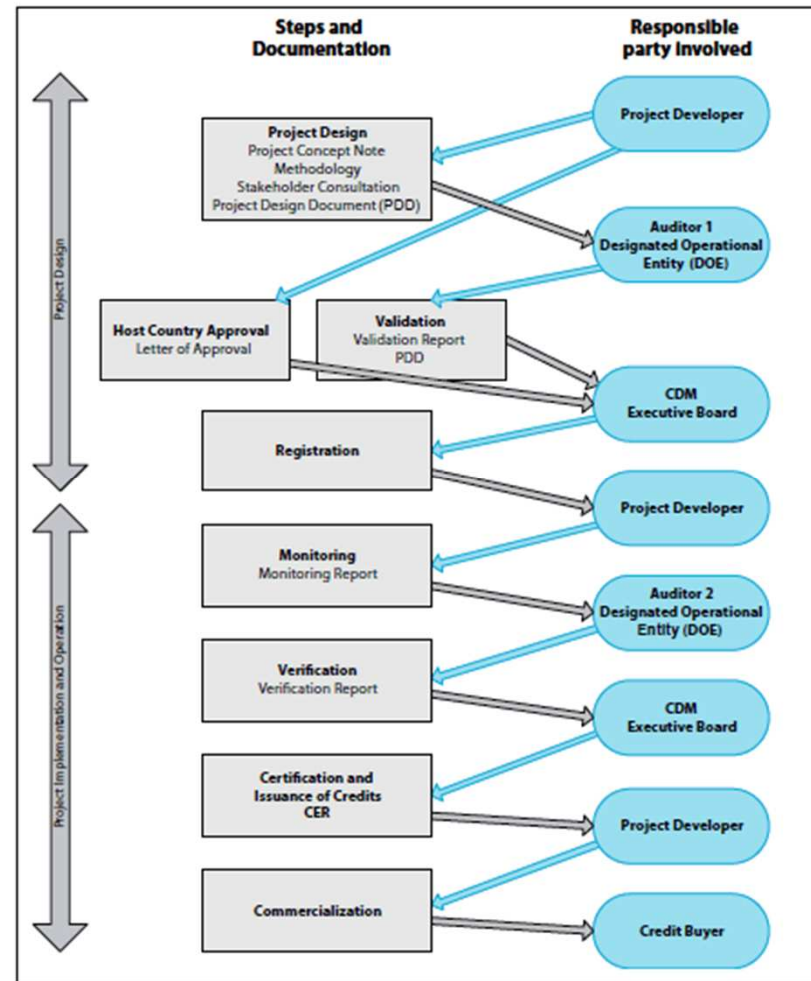 Steps and
Documentation
Responsible
party involved
Project Design
Project Design
Project Concept Note
Methodology
Stakeholder Consultation
Project Design Document (PDD)
Project Developer
Auditor 1
Designated Operational
Entity (DOE)
Host Country Approval
Letter of Approval
Validation
Validation Report
PDD
CDM
Executive Board
Registration
Project Developer
Project Implementation and Operation
Monitoring
Monitoring Report
Auditor 2
Designated Operational
Entity (DOE)
Verification
Verification Report
CDM
Executive Board
Certification and
Issuance of Credits
CER
Project Developer
Commercialization
Credit Buyer